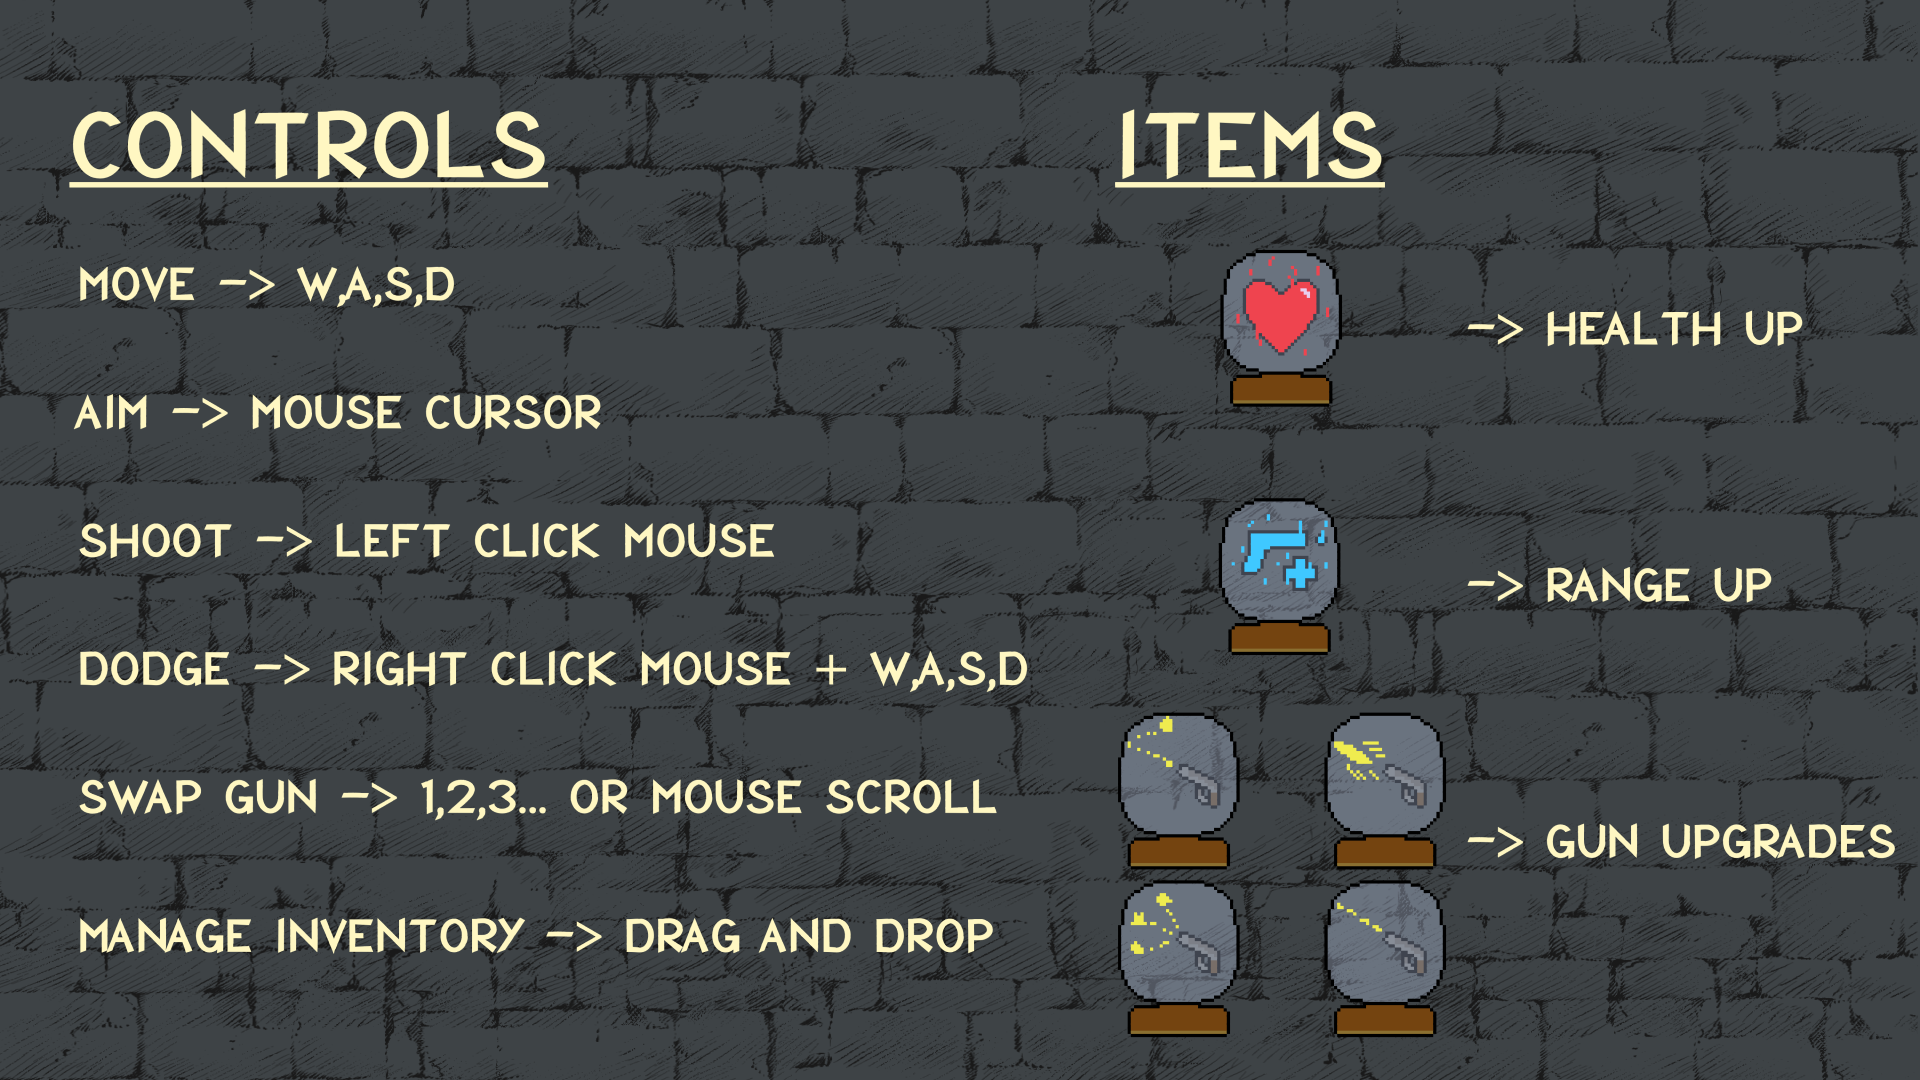 CONTROLS
MOVE -> W,A,S,D
AIM -> MOUSE CURSOR
SHOOT -> LEFT CLICK MOUSE
DODGE -> RIGHT CLICK MOUSE + W,A,S,D
SWAP GUN -> 1,2,3... OR MOUSE SCROLL
MANAGE INVENTORY -> DRAG AND DROP
ITEMS
-> HEALTH UP
-> RANGE UP
-> GUN UPGRADES